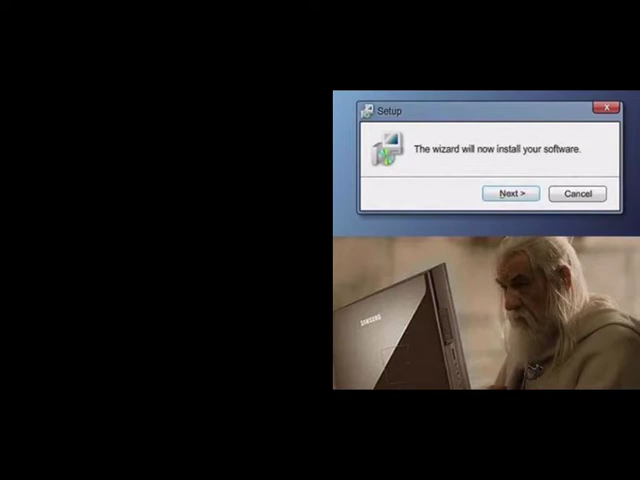 Setup
The wizard will now install your software.
Next >
Cancel
SAMSUNG